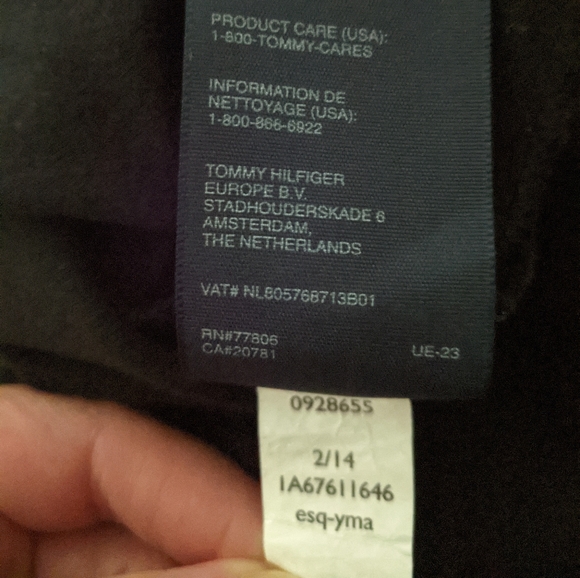 PRODUCT CARE (USA):
1-800-TOMMY-CARES
INFORMATION DE
NETTOYAGE (USA):
1-800-866-6922
TOMMY HILFIGER
EUROPE B.V.
STADHOUDERSKADE 6
AMSTERDAM,
THE NETHERLANDS
VAT# NL805768713B01
RN#77806
CA#20781
UE-23
0928655
2/14
1A67611646
esq-yma